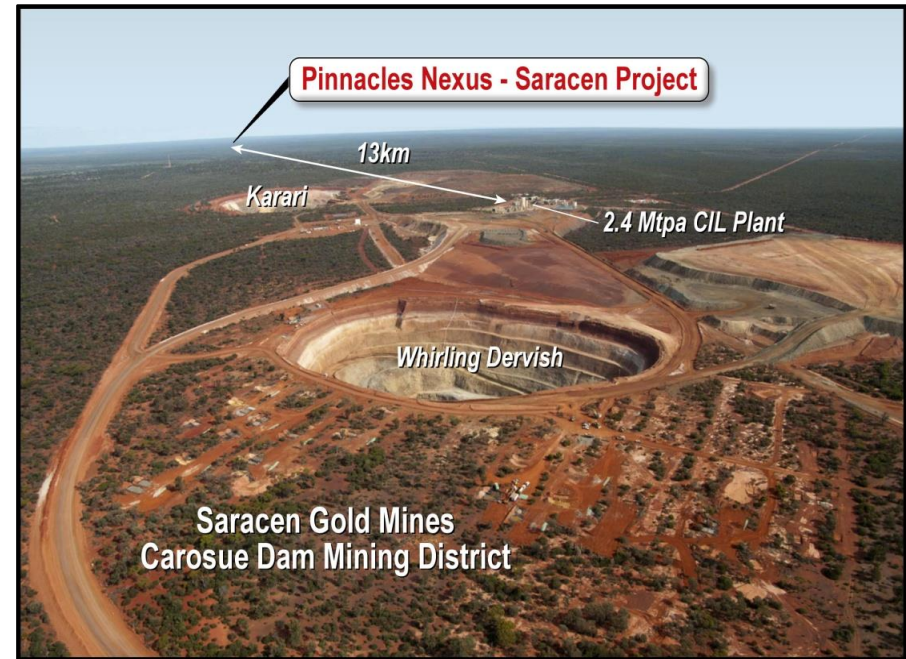 Pinnacles Nexus - Saracen Project
13km
Karari
2.4 Mtpa CIL Plant
Whirling Dervish
Saracen Gold Mines
Carosue Dam Mining District